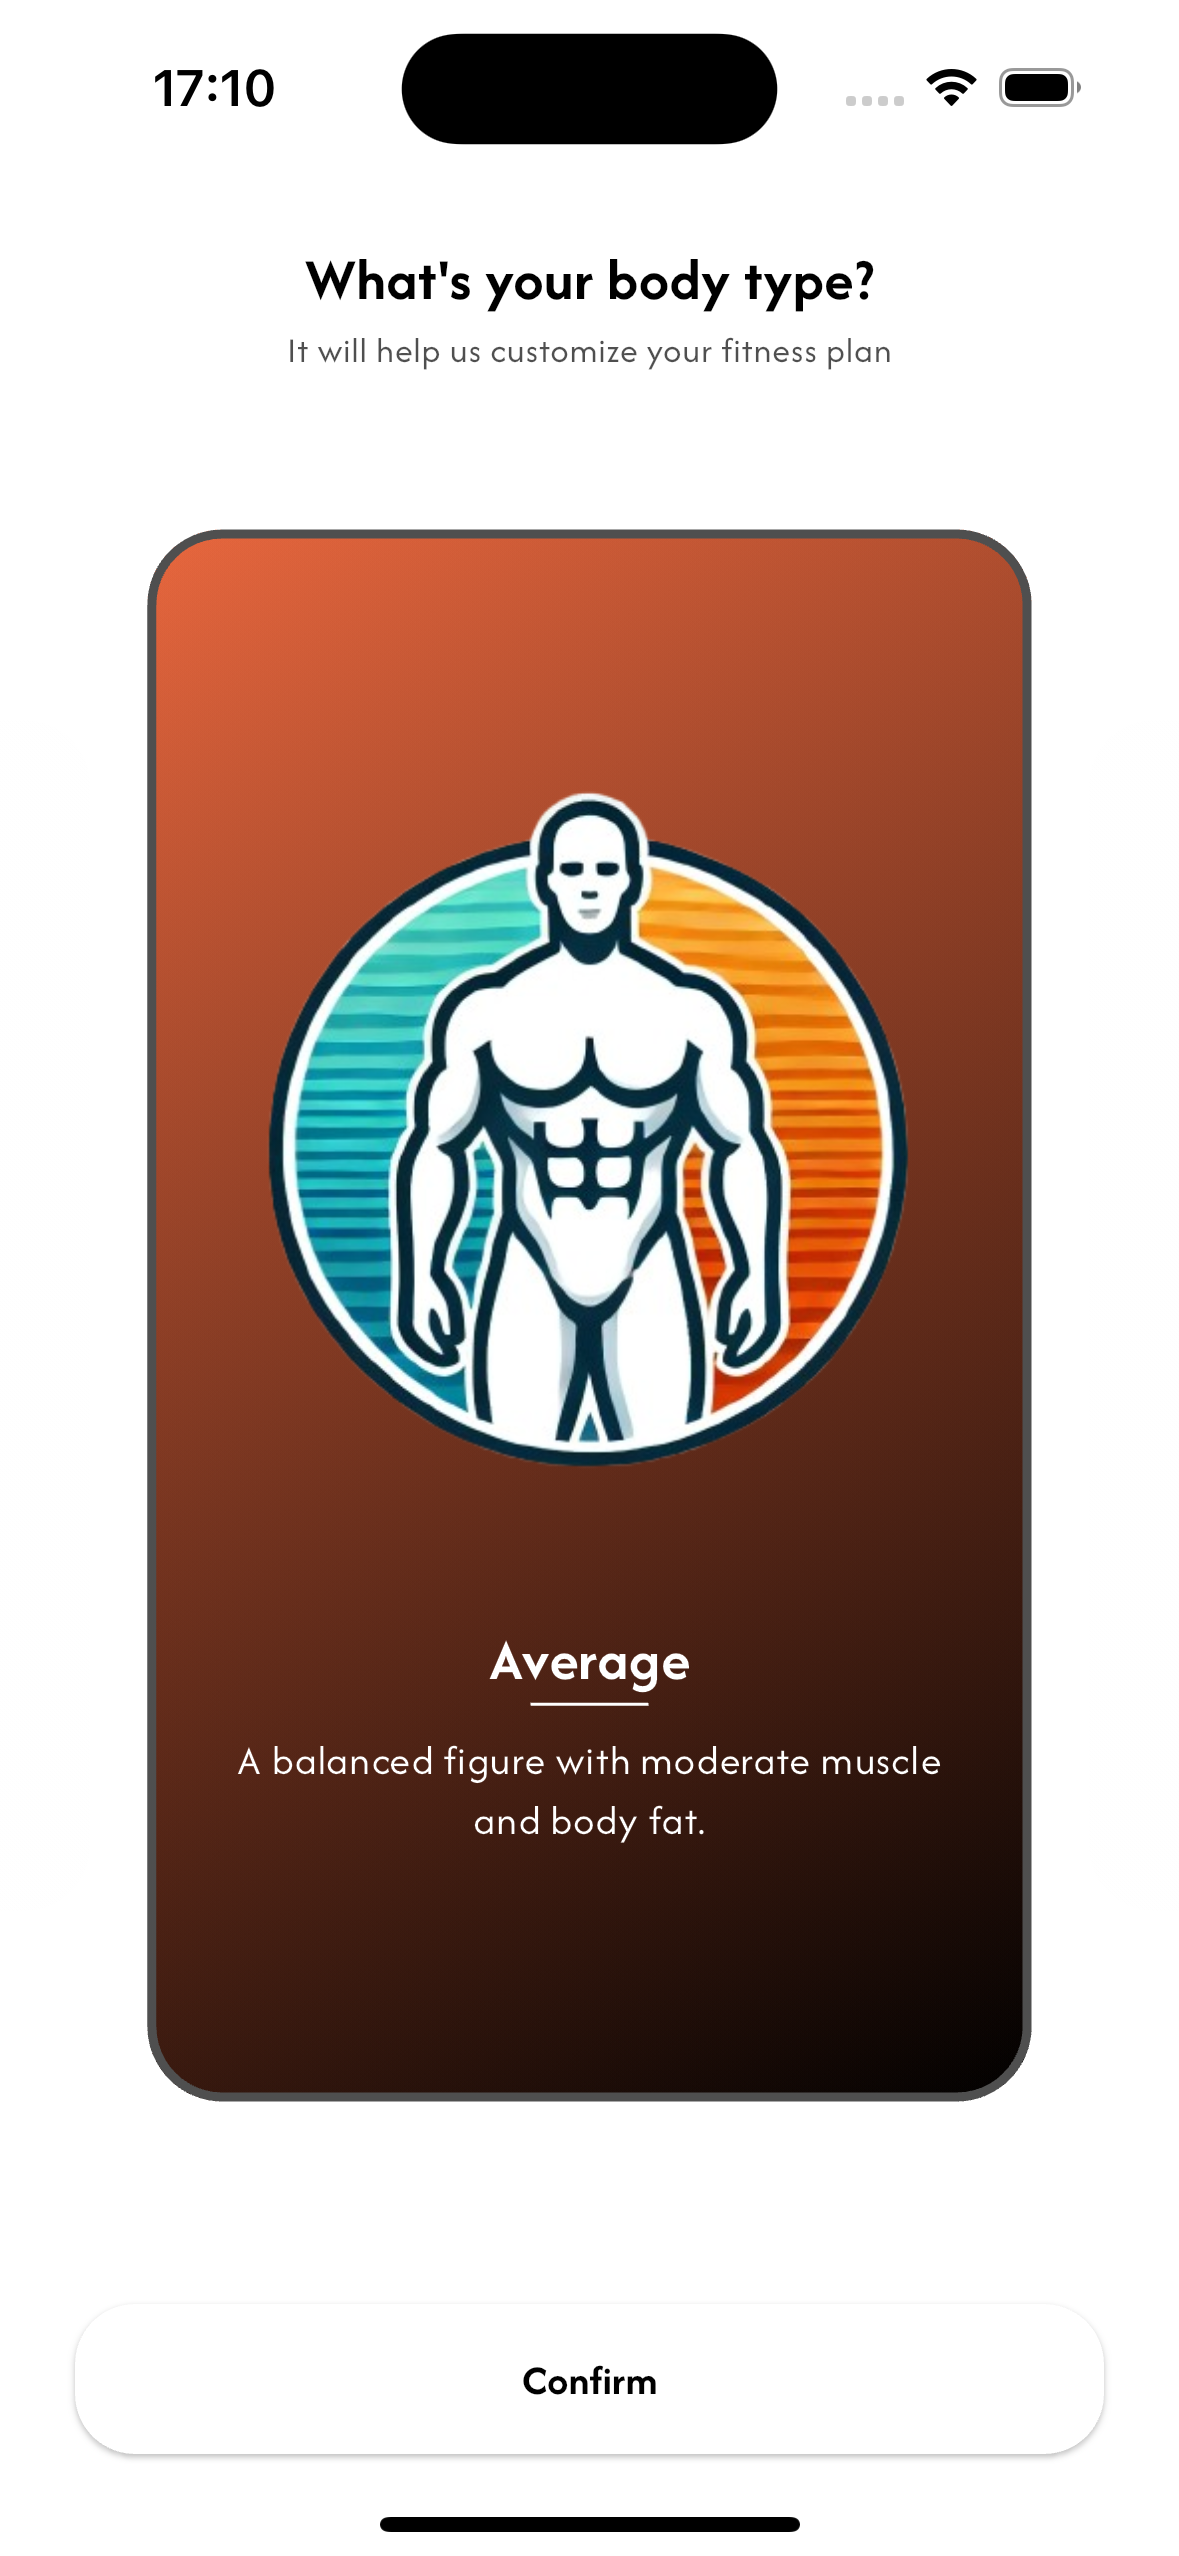 17:10
What's your body type?
It will help us customize your fitness plan
Average
A balanced figure with moderate muscle
and body fat.
Confirm